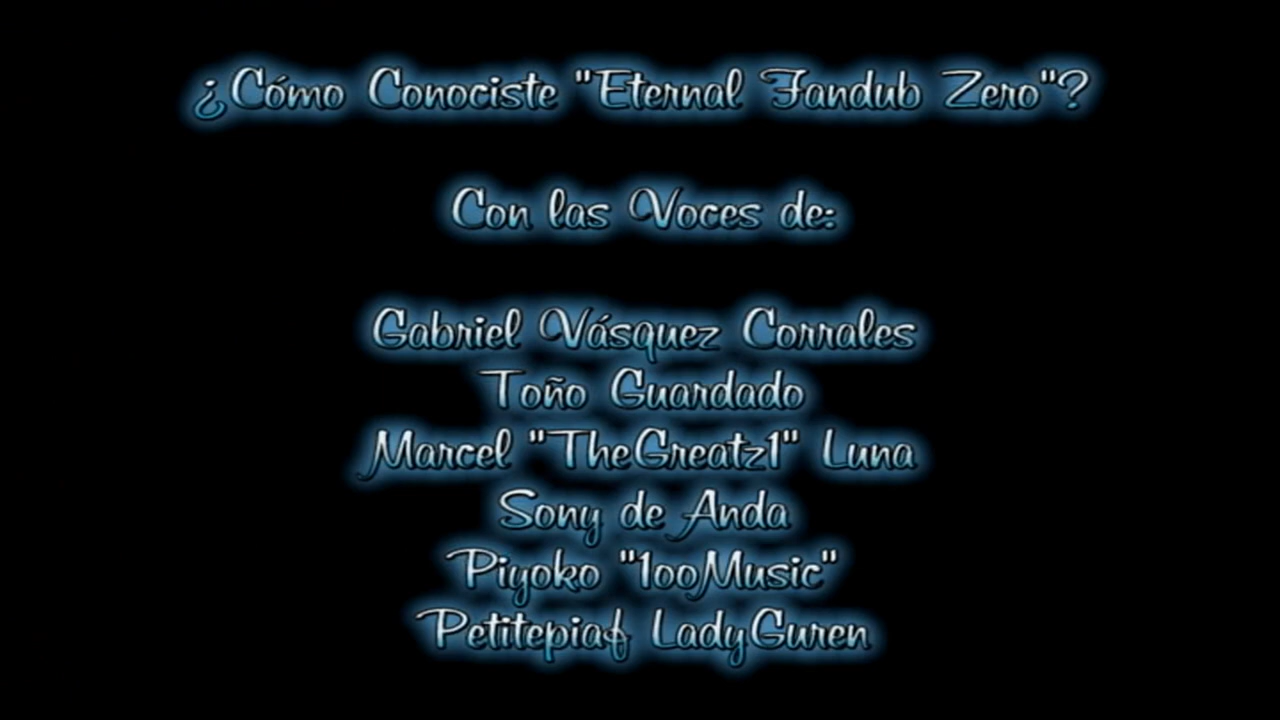 ¿Cómo Conociste "Eternal Fandub Zero"?
Con las Voces de:
Gabriel Vásquez Corrales
Toño Guardado
Marcel "TheGreatz1" Luna
Sony de Anda
Piyoko "1ooMusic"
Petitepiaf LadyGuren